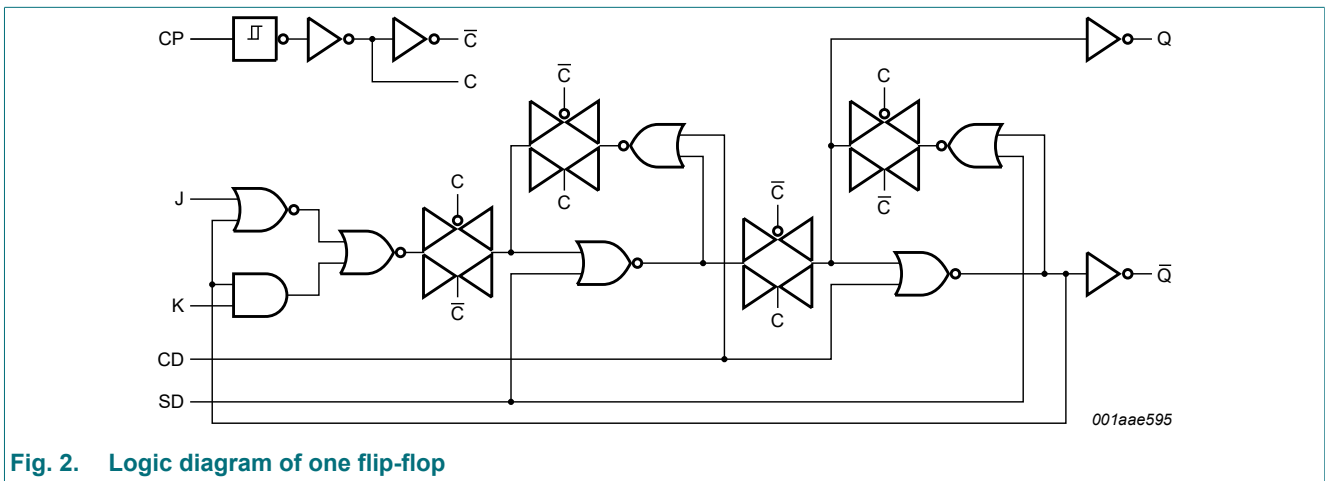 CP
C̅
Q
C
C̅
C
J
C
C
C̅
C̅
K
C̅
C
Q̅
CD
SD
001aae595
Fig. 2. Logic diagram of one flip-flop